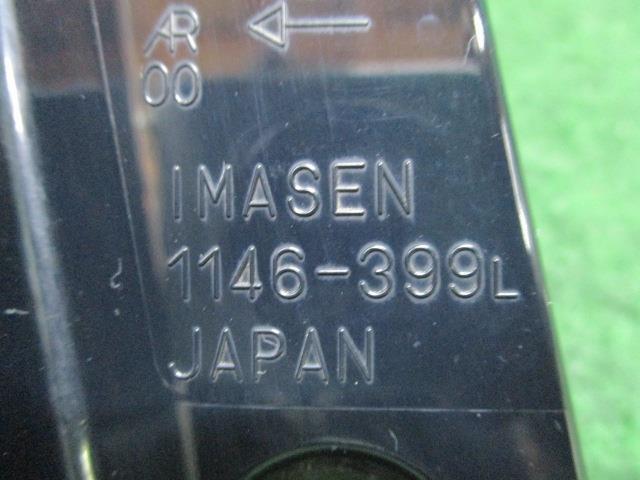 AR ←
00
IMASEN
1146-399L
JAPAN